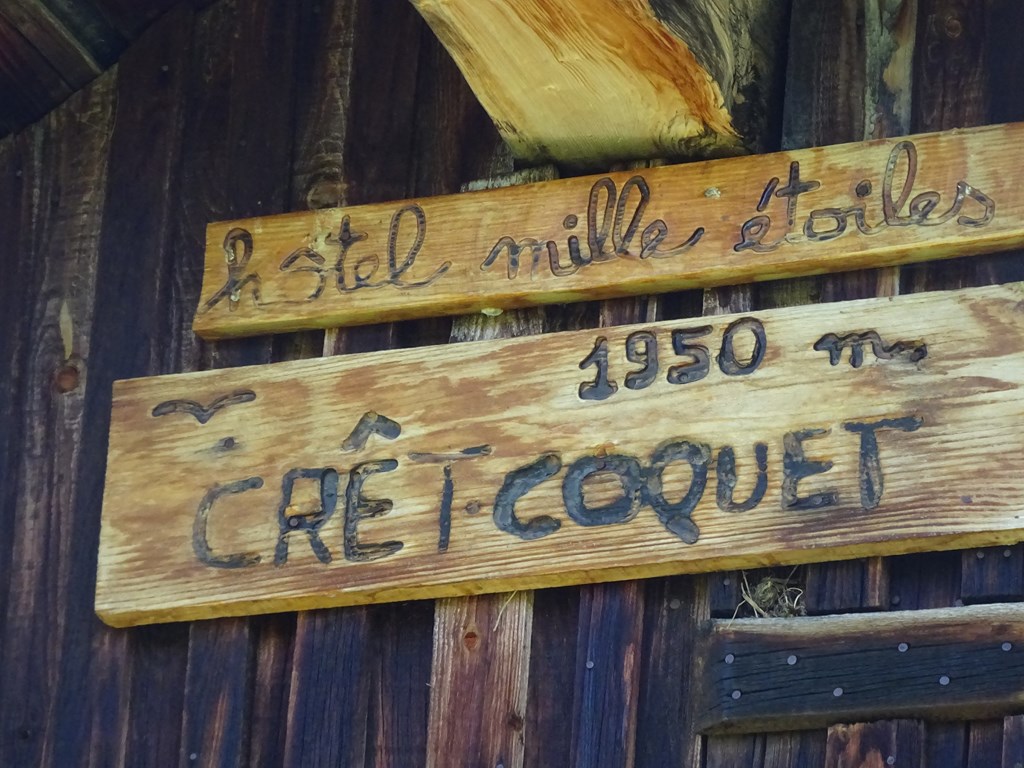 hôtel mille étoiles
1950 m
CRÊT·COQUET